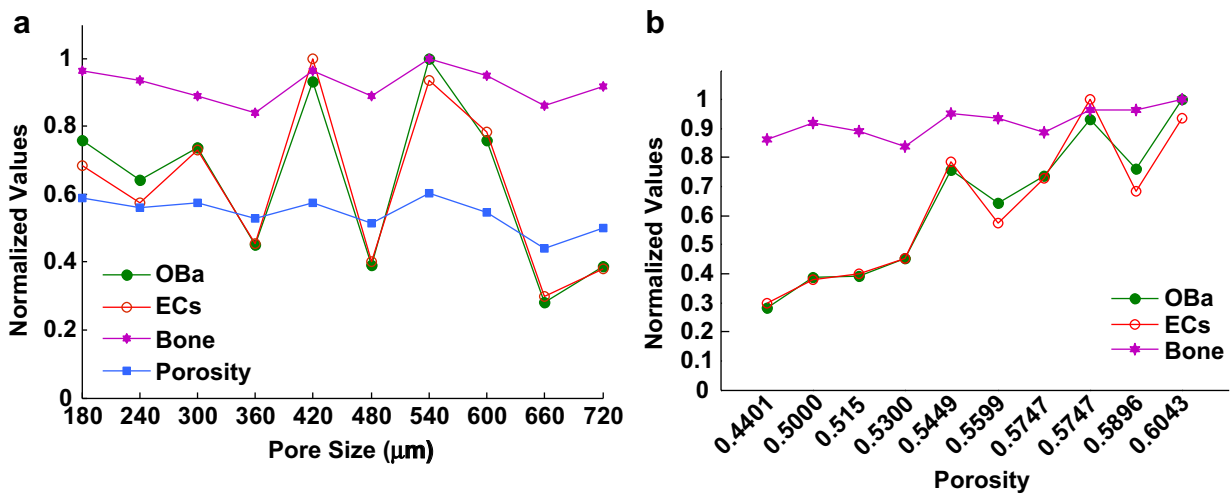 a
Normalized Values
1
0.8
0.6
0.4
0.2
0
OBa
ECs
Bone
Porosity
180 240 300 360 420 480 540 600 660 720
Pore Size (μm)
b
Normalized Values
1
0.9
0.8
0.7
0.6
0.5
0.4
0.3
0.2
0.1
0
OBa
ECs
Bone
0.4401 0.5000 0.515 0.5300 0.5449 0.5599 0.5747 0.5747 0.5896 0.6043
Porosity